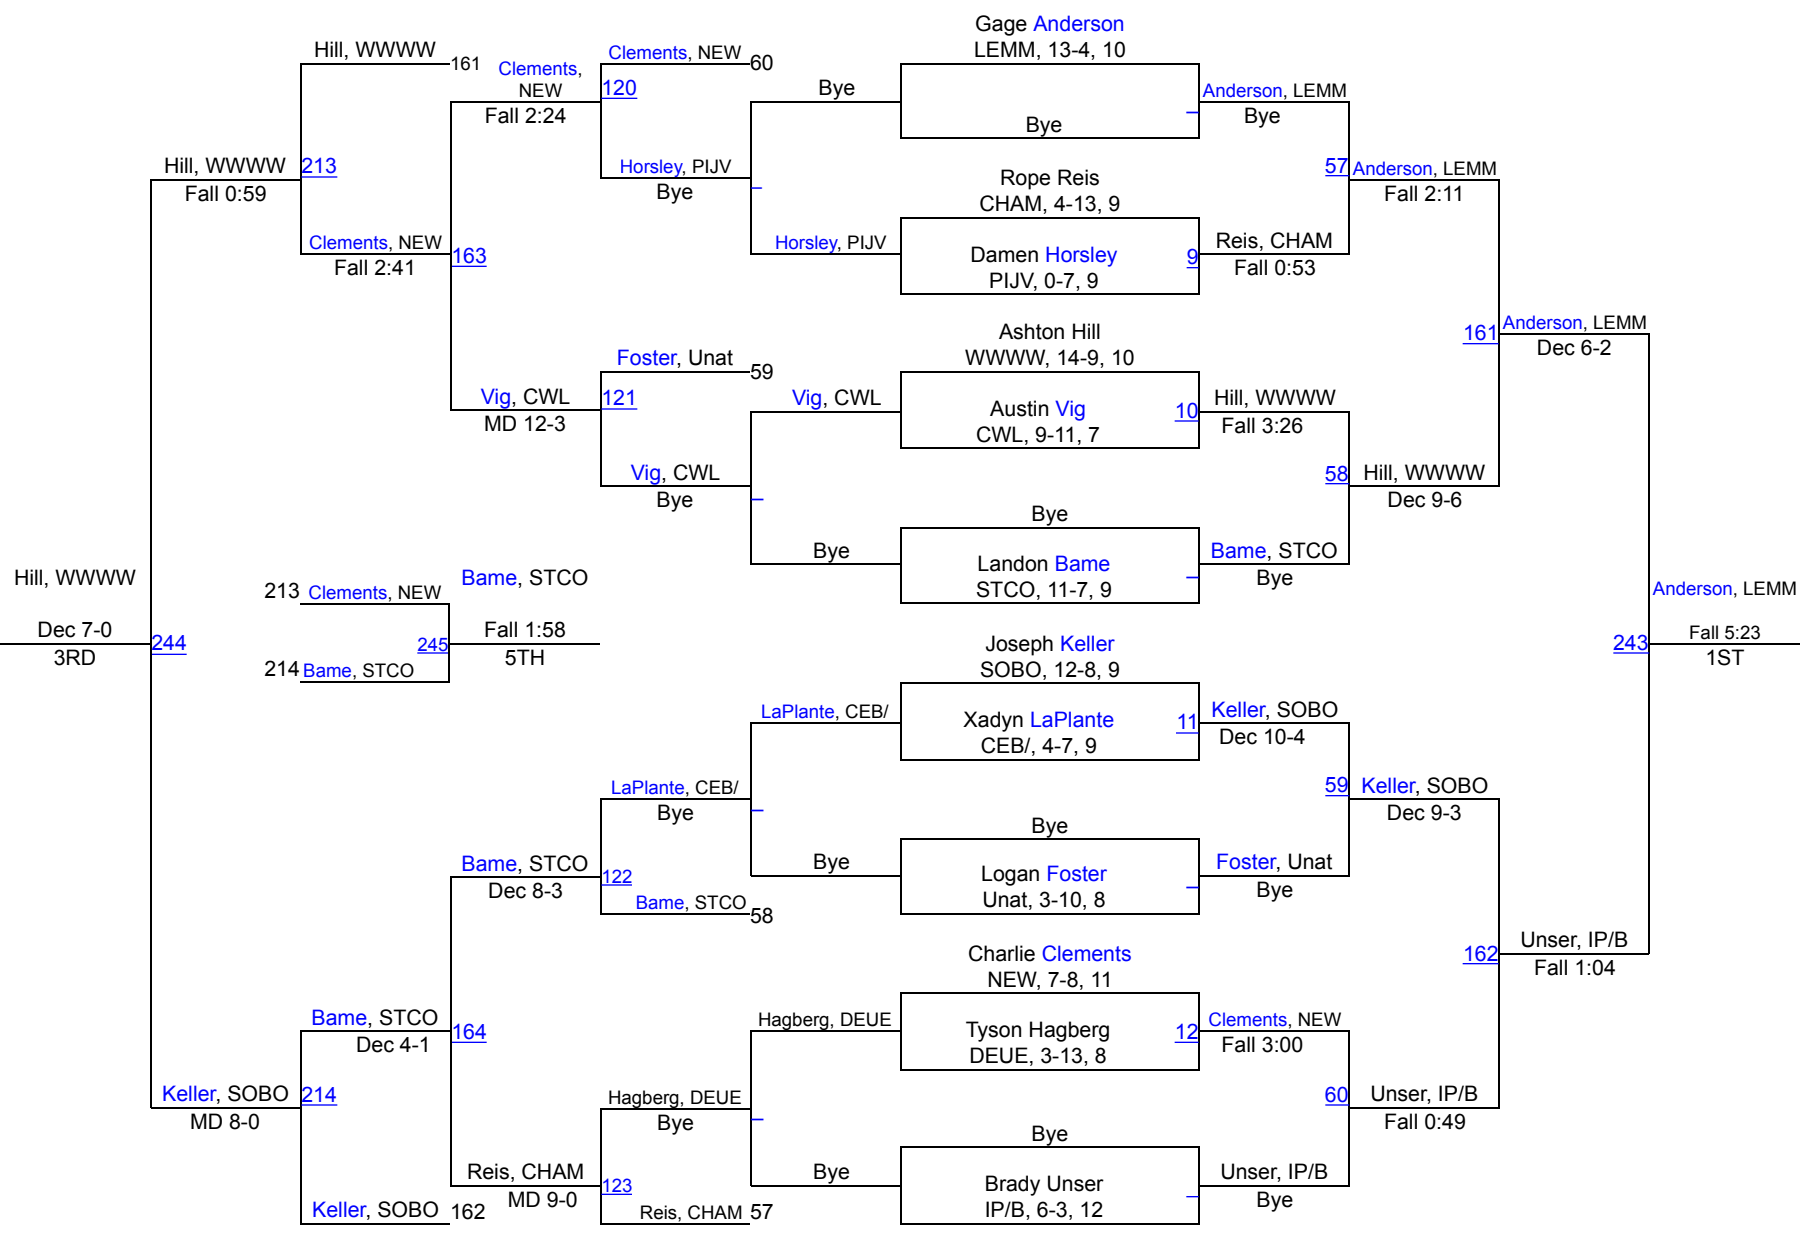 Gage Anderson
LEMM, 13-4, 10
Bye
Rope Reis
CHAM, 4-13, 9
Damen Horsley
PIJV, 0-7, 9
Ashton Hill
WWWW, 14-9, 10
Austin Vig
CWL, 9-11, 7
Bye
Landon Bame
STCO, 11-7, 9
Joseph Keller
SOBO, 12-8, 9
Xadyn LaPlante
CEB/, 4-7, 9
Bye
Logan Foster
Unat, 3-10, 8
Charlie Clements
NEW, 7-8, 11
Tyson Hagberg
DEUE, 3-13, 8
Bye
Brady Unser
IP/B, 6-3, 12
Anderson, LEMM
Bye
9
Reis, CHAM
Fall 0:53
10
Hill, WWWW
Fall 3:26
Bame, STCO
Bye
11
Keller, SOBO
Dec 10-4
Foster, Unat
Bye
12
Clements, NEW
Fall 3:00
Unser, IP/B
Bye
57
Anderson, LEMM
Fall 2:11
58
Hill, WWWW
Dec 9-6
59
Keller, SOBO
Dec 9-3
60
Unser, IP/B
Fall 0:49
161
Anderson, LEMM
Dec 6-2
162
Unser, IP/B
Fall 1:04
243
Anderson, LEMM
Fall 5:23
1ST
Bye
Horsley, PIJV
Vig, CWL
Bye
LaPlante, CEB/
Bye
Hagberg, DEUE
Bye
Clements, NEW
60
Horsley, PIJV
Bye
Foster, Unat
59
Vig, CWL
Bye
LaPlante, CEB/
Bye
Bame, STCO
58
Hagberg, DEUE
Bye
Reis, CHAM
57
Clements,
NEW
120
Fall 2:24
Vig, CWL
121
MD 12-3
Bame, STCO
122
Dec 8-3
Reis, CHAM
123
MD 9-0
Hill, WWWW
161
Clements, NEW
163
Fall 2:41
Bame, STCO
164
Dec 4-1
Keller, SOBO
162
Hill, WWWW
213
Fall 0:59
Keller, SOBO
214
MD 8-0
Hill, WWWW
Dec 7-0
244
3RD
213
Clements, NEW
214
Bame, STCO
245
Bame, STCO
Fall 1:58
5TH